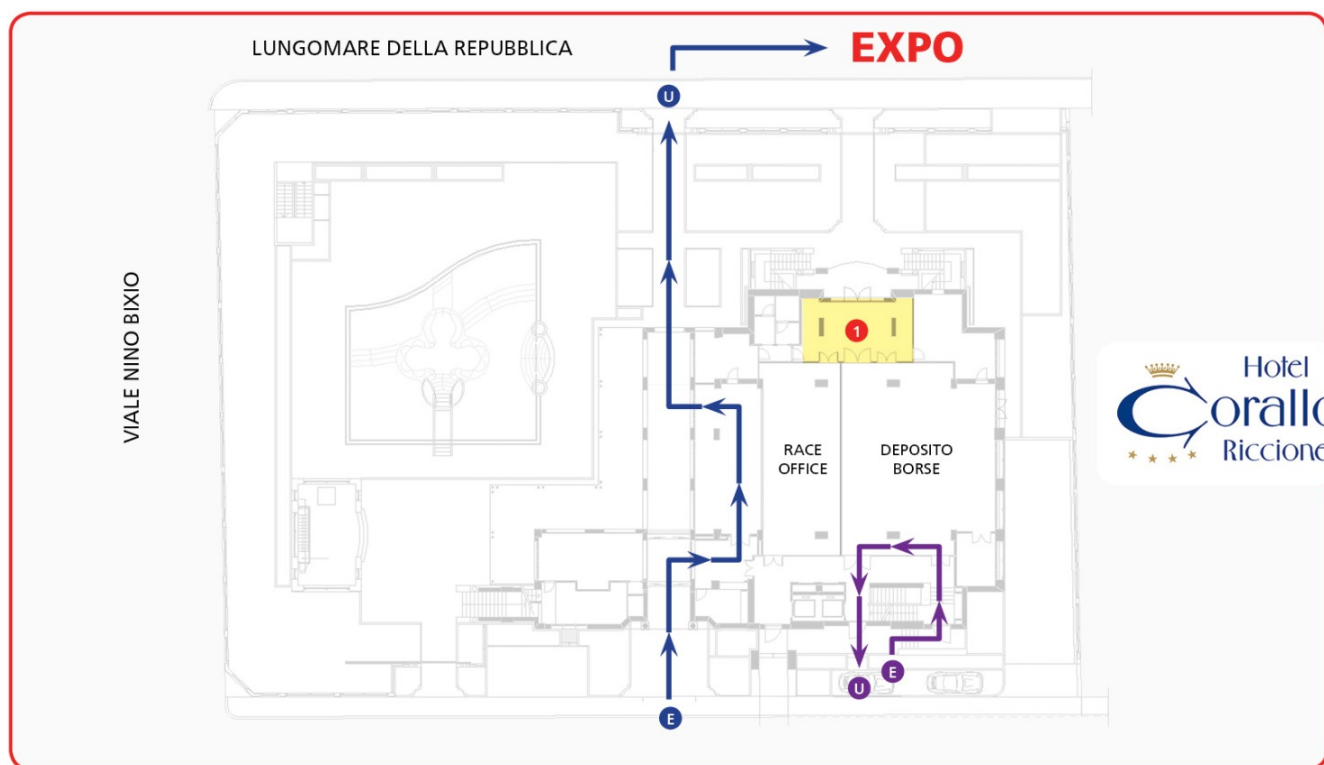 LUNGOMARE DELLA REPUBBLICA
EXPO
U
VIALE NINO BIXIO
1
Hotel
Corallo
Riccione
RACE
OFFICE
DEPOSITO
BORSE
E
U
E